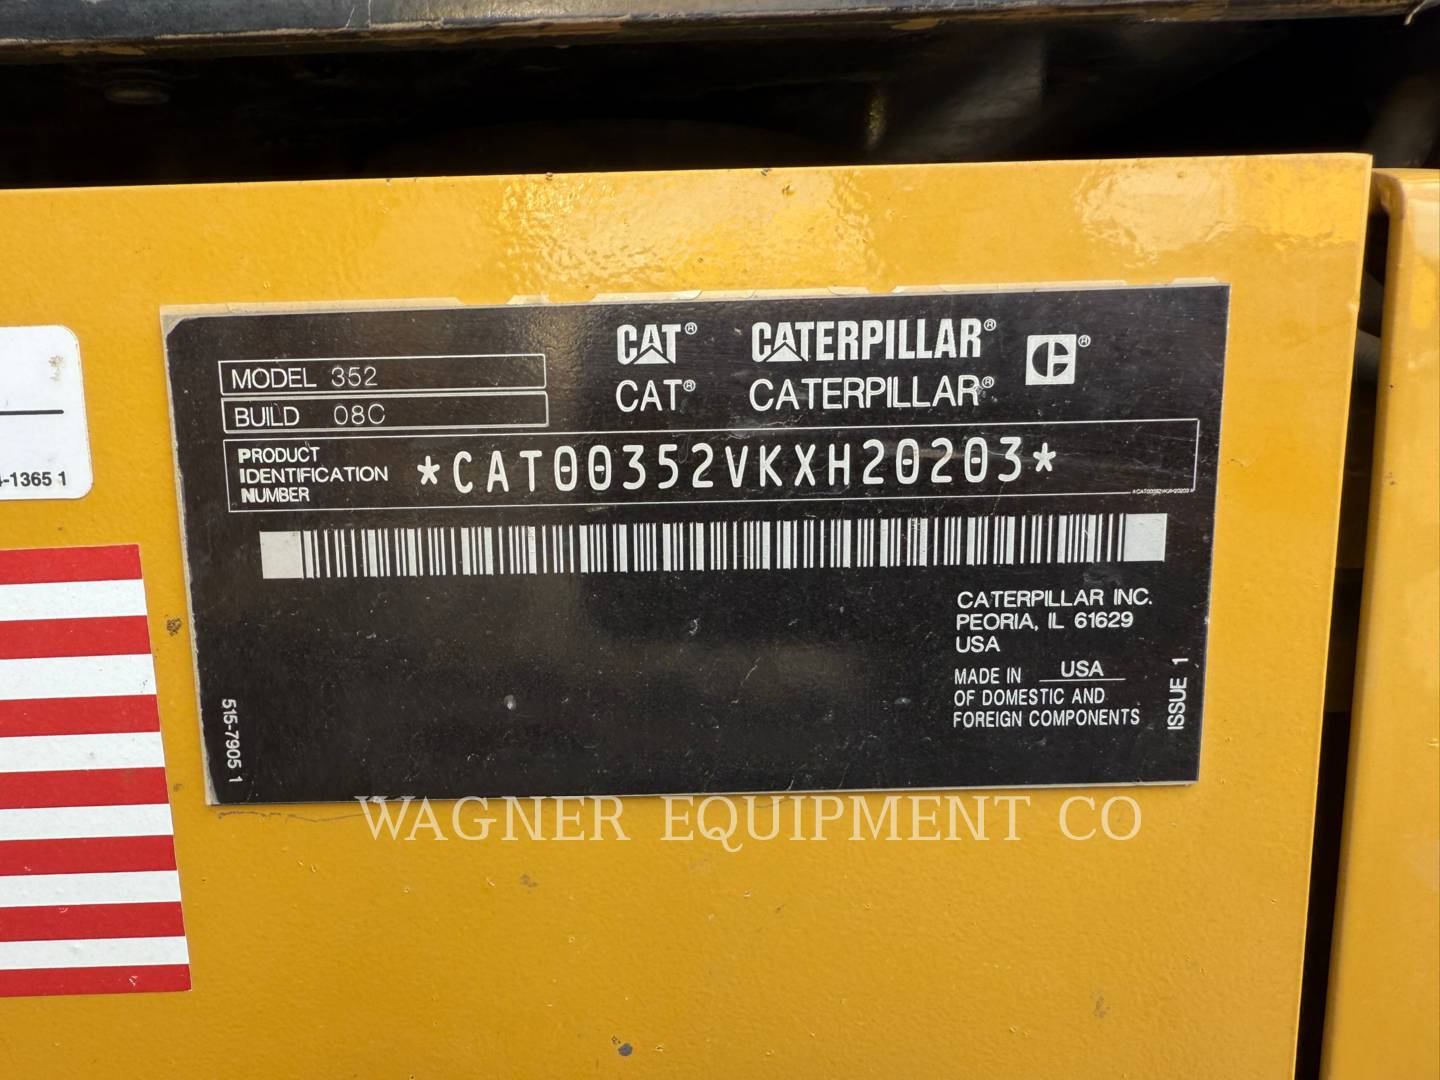 CAT® CATERPILLAR®
CAT® CATERPILLAR®
MODEL 352
BUILD 08C
PRODUCT
IDENTIFICATION
NUMBER
*CAT00352VKXH20203*
*CAT00352VKXH20203*
CATERPILLAR INC.
PEORIA, IL 61629
USA
MADE IN USA
OF DOMESTIC AND
FOREIGN COMPONENTS
ISSUE 1
515-7905 1
-1365 1
WAGNER EQUIPMENT CO